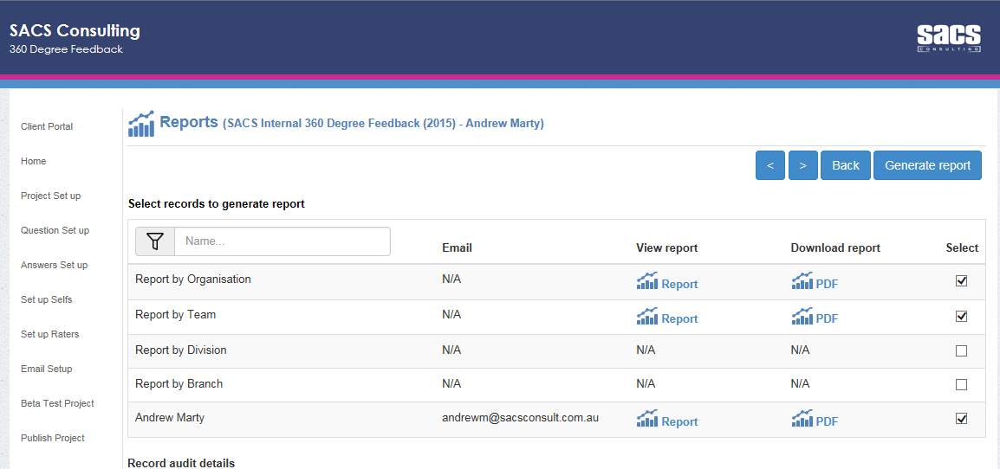 SACS Consulting
360 Degree Feedback
sacs
CONSULTING
Client Portal
Home
Project Set up
Question Set up
Answers Set up
Set up Selfs
Set up Raters
Email Setup
Beta Test Project
Publish Project
Reports (SACS Internal 360 Degree Feedback (2015) - Andrew Marty)
< > Back Generate report
Select records to generate report
Name... Email View report Download report Select
Report by Organisation N/A Report PDF
Report by Team N/A Report PDF
Report by Division N/A N/A N/A
Report by Branch N/A N/A N/A
Andrew Marty andrewm@sacsconsult.com.au Report PDF
Record audit details